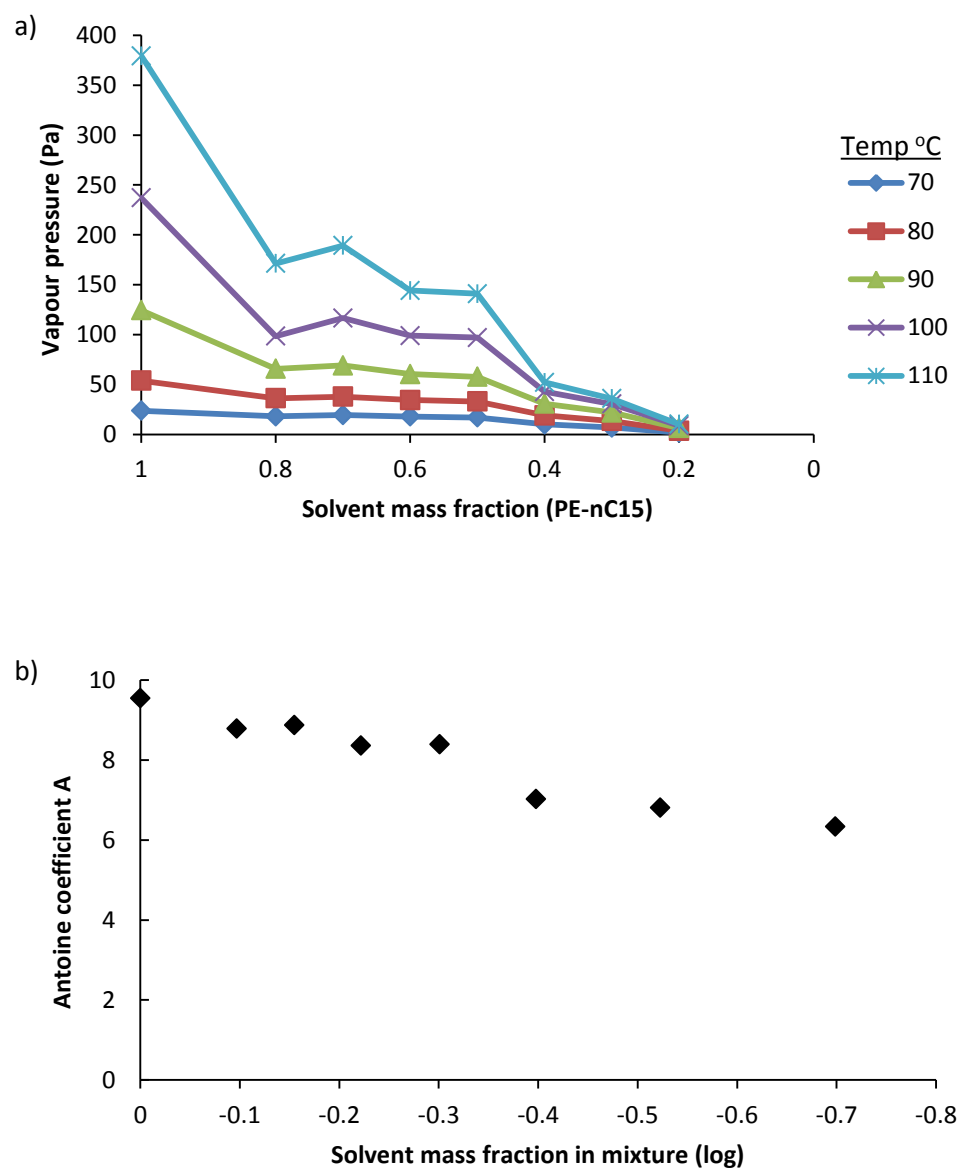 a)
400
350
300
250
200
150
100
50
0
Vapour pressure (Pa)
1 0.8 0.6 0.4 0.2 0
Solvent mass fraction (PE-nC15)
Temp ᵒC
70
80
90
100
110
b)
10
8
6
4
2
0
Antoine coefficient A
0 -0.1 -0.2 -0.3 -0.4 -0.5 -0.6 -0.7 -0.8
Solvent mass fraction in mixture (log)